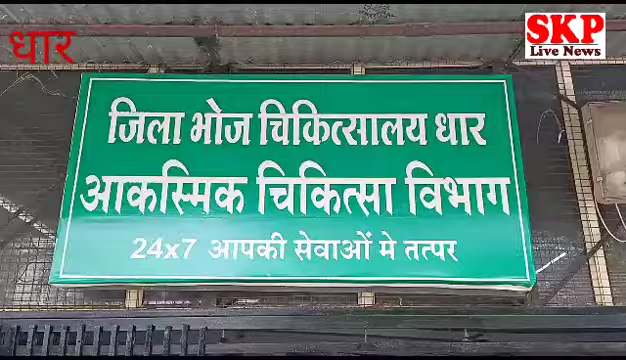 धार
SKP
Live News
जिला भोज चिकित्सालय धार
आकस्मिक चिकित्सा विभाग
24x7 आपकी सेवाओं मे तत्पर